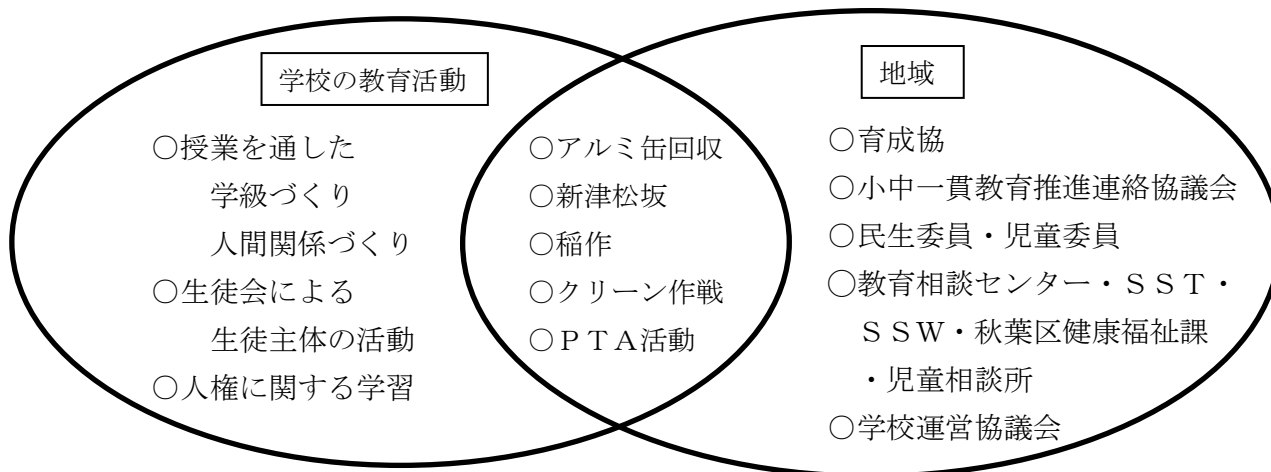 学校の教育活動
○授業を通した
学級づくり
人間関係づくり
○生徒会による
生徒主体の活動
○人権に関する学習
○アルミ缶回収
○新津松坂
○稲作
○クリーン作戦
○ＰＴＡ活動
地域
○育成協
○小中一貫教育推進連絡協議会
○民生委員・児童委員
○教育相談センター・ＳＳＴ・
ＳＳＷ・秋葉区健康福祉課
・児童相談所
○学校運営協議会